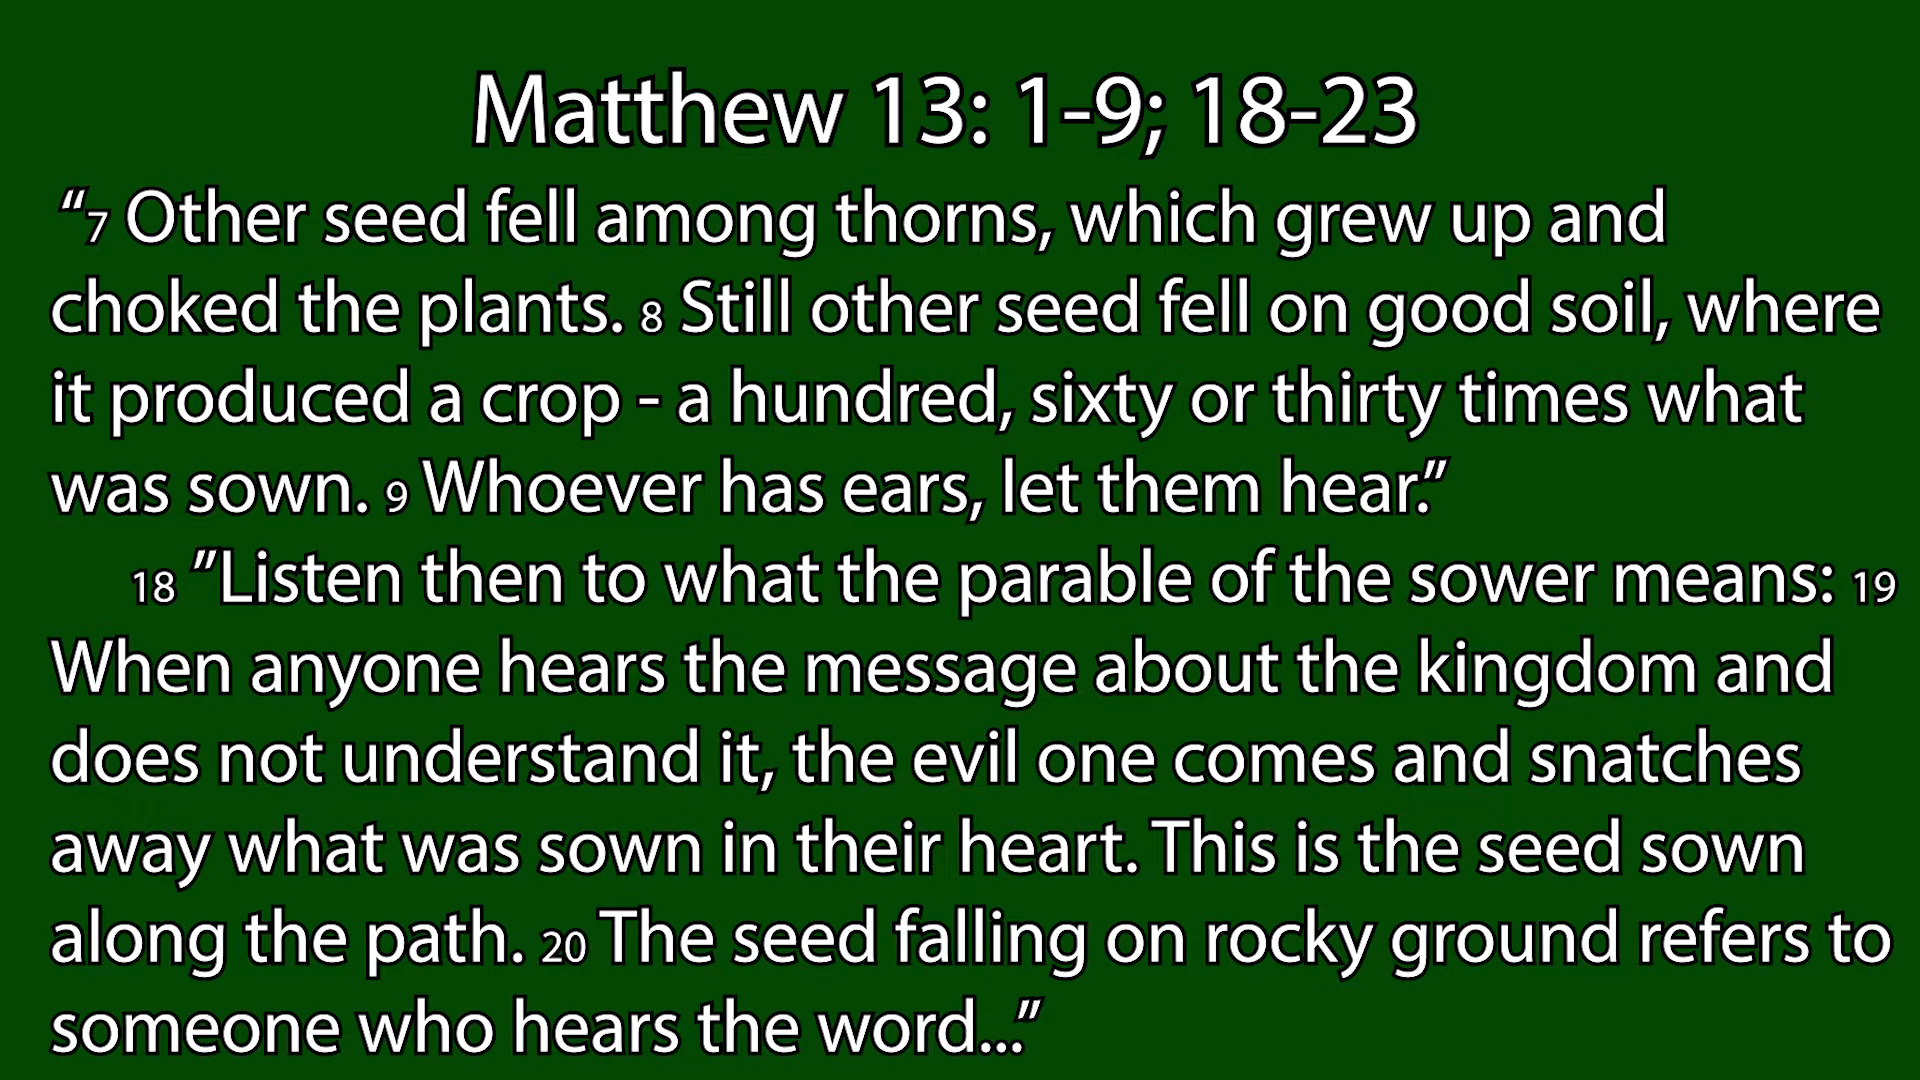 Matthew 13: 1-9; 18-23
“7 Other seed fell among thorns, which grew up and
choked the plants. 8 Still other seed fell on good soil, where
it produced a crop - a hundred, sixty or thirty times what
was sown. 9 Whoever has ears, let them hear.”
18 ”Listen then to what the parable of the sower means: 19
When anyone hears the message about the kingdom and
does not understand it, the evil one comes and snatches
away what was sown in their heart. This is the seed sown
along the path. 20 The seed falling on rocky ground refers to
someone who hears the word...”